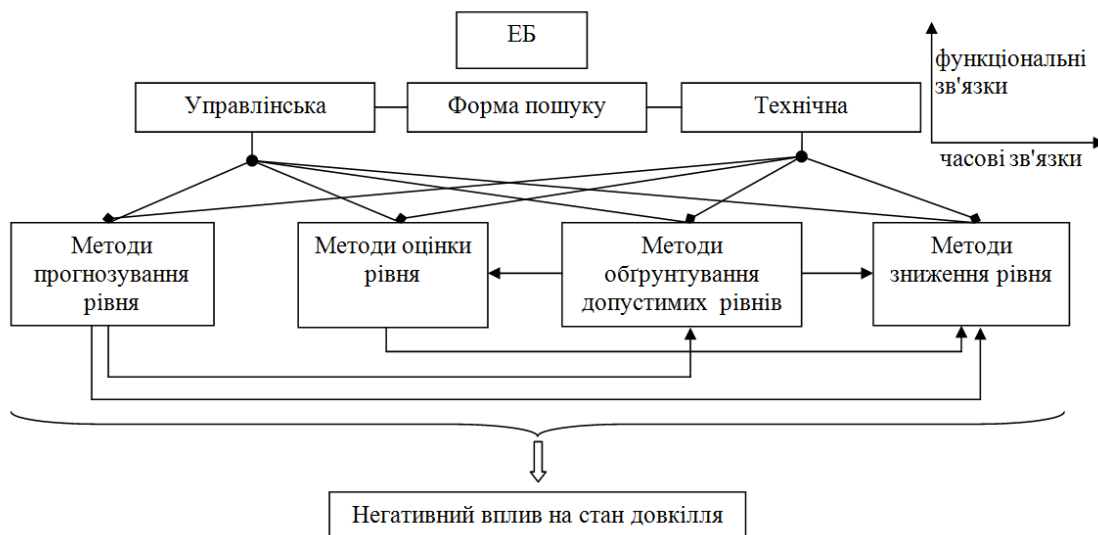 ЕБ
функціональні
зв'язки
Управлінська
Форма пошуку
Технічна
часові зв'язки
Методи
прогнозування
рівня
Методи оцінки
рівня
Методи
обґрунтування
допустимих рівнів
Методи
зниження рівня
Негативний вплив на стан довкілля